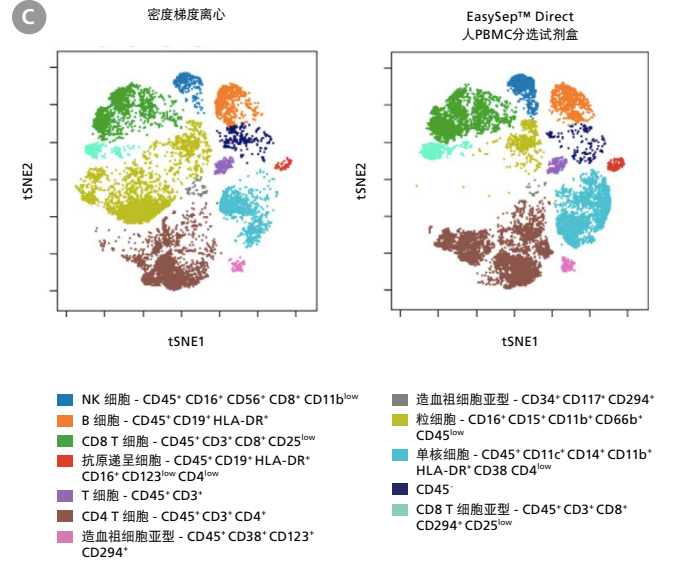 C
密度梯度离心
EasySep™ Direct
人PBMC分选试剂盒
tSNE2
tSNE1
tSNE2
tSNE1
NK 细胞 - CD45⁺ CD16⁺ CD56⁺ CD8⁺ CD11bˡᵒʷ
B 细胞 - CD45⁺ CD19⁺ HLA-DR⁺
CD8 T 细胞 - CD45⁺ CD3⁺ CD8⁺ CD25ˡᵒʷ
抗原递呈细胞 - CD45⁺ CD19⁺ HLA-DR⁺
CD16⁺ CD123ˡᵒʷ CD4ˡᵒʷ
T 细胞 - CD45⁺ CD3⁺
CD4 T 细胞 - CD45⁺ CD3⁺ CD4⁺
造血祖细胞亚型 - CD45⁺ CD38⁺ CD123⁺
CD294⁺
造血祖细胞亚型 - CD34⁺ CD117⁺ CD294⁺
粒细胞 - CD16⁺ CD15⁺ CD11b⁺ CD66b⁺
CD45ˡᵒʷ
单核细胞 - CD45⁺ CD11c⁺ CD14⁺ CD11b⁺
HLA-DR⁺ CD38 CD4ˡᵒʷ
CD45⁻
CD8 T 细胞亚型 - CD45⁺ CD3⁺ CD8⁺
CD294⁺ CD25ˡᵒʷ